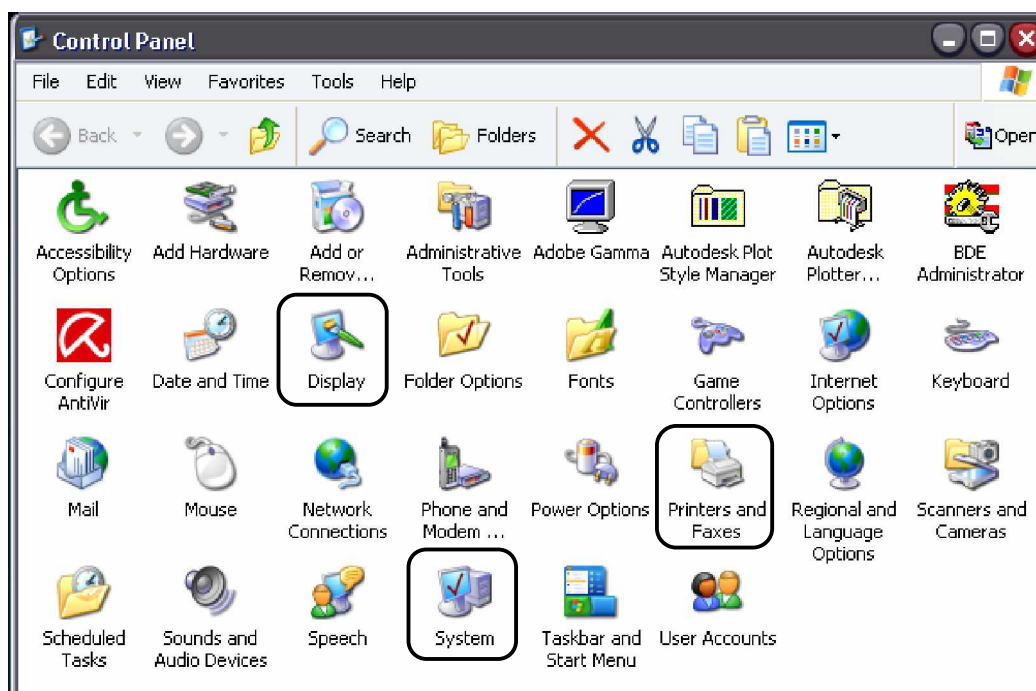 Control Panel
File Edit View Favorites Tools Help
Back Search Folders Open
Accessibility Options
Add Hardware
Add or Remov...
Administrative Tools
Adobe Gamma
Autodesk Plot Style Manager
Autodesk Plotter...
BDE Administrator
Configure AntiVir
Date and Time
Display
Folder Options
Fonts
Game Controllers
Internet Options
Keyboard
Mail
Mouse
Network Connections
Phone and Modem ...
Power Options
Printers and Faxes
Regional and Language Options
Scanners and Cameras
Scheduled Tasks
Sounds and Audio Devices
Speech
System
Taskbar and Start Menu
User Accounts